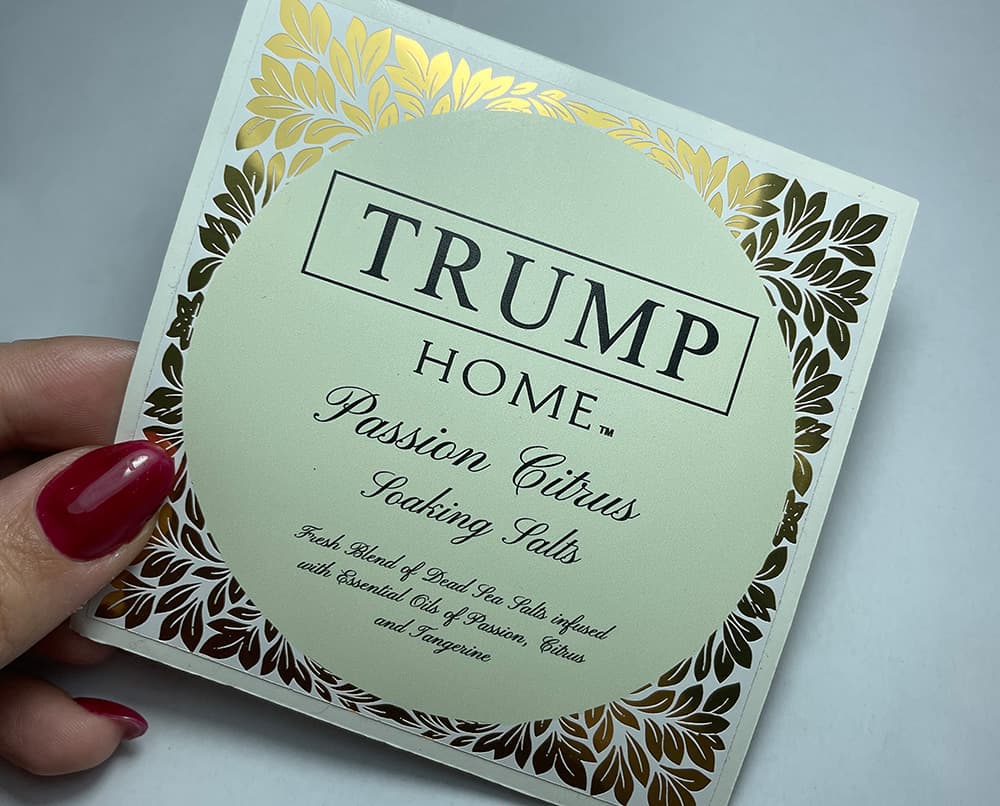 TRUMP
HOME™
Passion Citrus
Soaking Salts
Fresh Blend of Dead Sea Salts infused
with Essential Oils of Passion, Citrus
and Tangerine